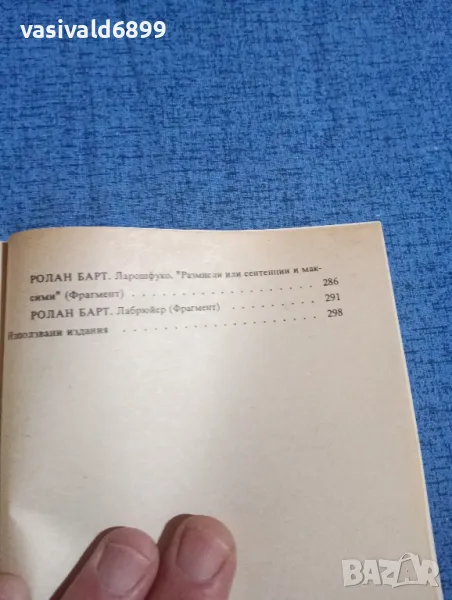 vasivald6899
РОЛАН БАРТ. Ларошфуко. "Размисли или сентенции и мак-
сими" (Фрагмент) . . . . . . . . . . . . . . . . . . . 286
РОЛАН БАРТ. Лабрюйер (Фрагмент) . . . . . . . . . . 291
Използвани издания . . . . . . . . . . . . . . . . . . . 298
BAZAR